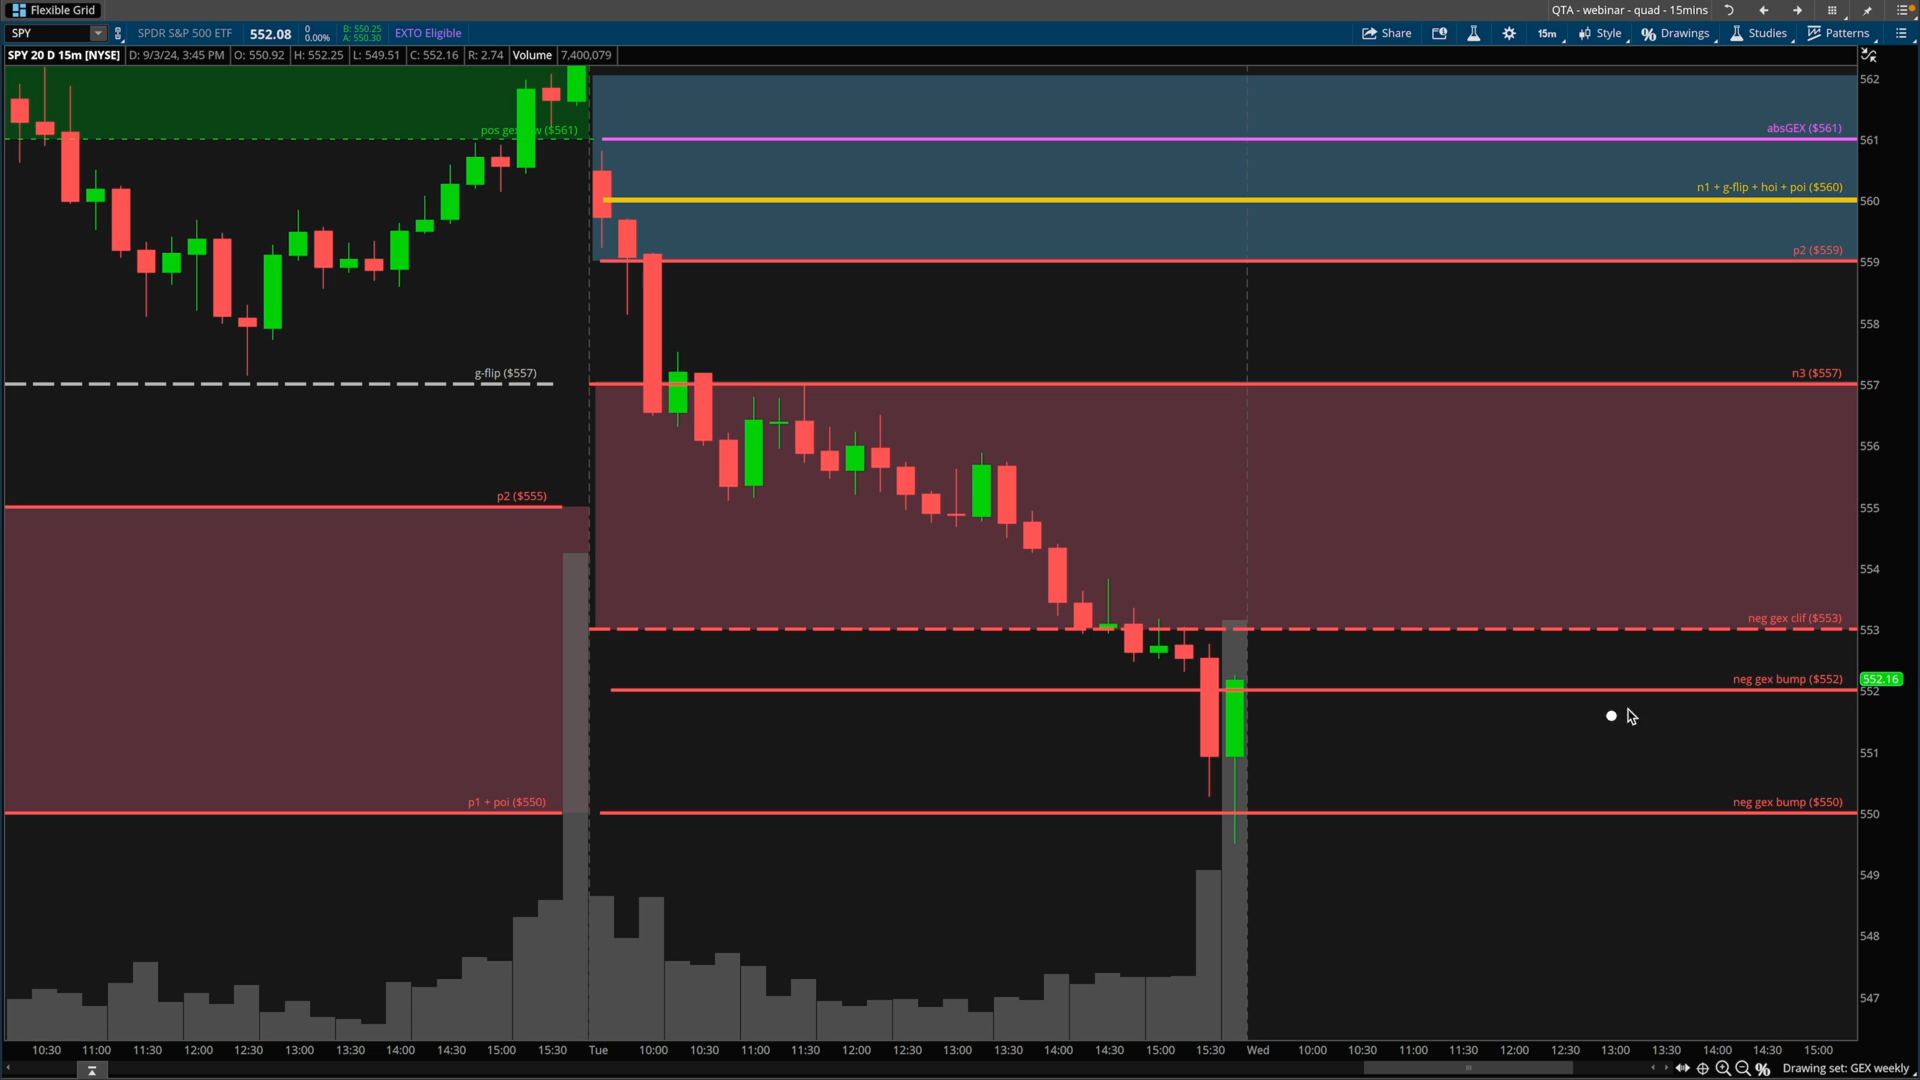 Flexible Grid
QTA - webinar - quad - 15mins
SPY
SPDR S&P 500 ETF
552.08
0
0.00%
B: 550.25
A: 550.30
EXTO Eligible
Share
15m
Style
Drawings
Studies
Patterns
SPY 20 D 15m [NYSE]
D: 9/3/24, 3:45 PM
O: 550.92
H: 552.25
L: 549.51
C: 552.16
R: 2.74
Volume
7,400,079
562
absGEX ($561)
561
n1 + g-flip + hoi + poi ($560)
560
p2 ($559)
559
558
g-flip ($557)
n3 ($557)
557
556
p2 ($555)
555
554
neg gex clif ($553)
553
neg gex bump ($552)
552.16
552
551
p1 + poi ($550)
neg gex bump ($550)
550
549
548
547
10:30 11:00 11:30 12:00 12:30 13:00 13:30 14:00 14:30 15:00 15:30 Tue 10:00 10:30 11:00 11:30 12:00 12:30 13:00 13:30 14:00 14:30 15:00 15:30 Wed 10:00 10:30 11:00 11:30 12:00 12:30 13:00 13:30 14:00 14:30 15:00
Drawing set: GEX weekly